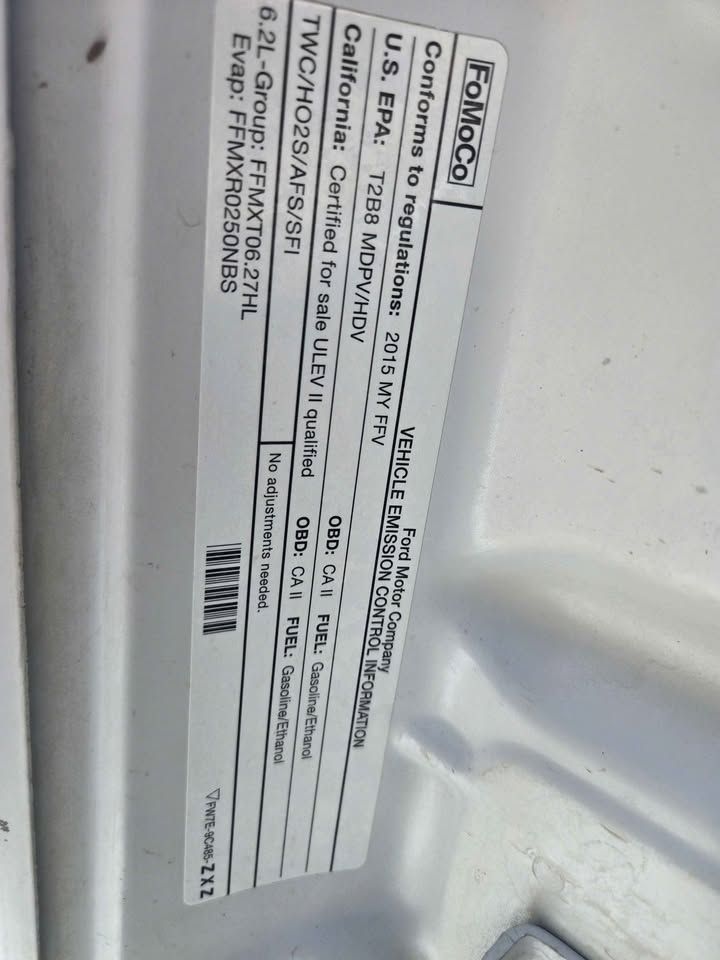 FoMoCo
Ford Motor Company
VEHICLE EMISSION CONTROL INFORMATION
Conforms to regulations: 2015 MY FFV
U.S. EPA: T2B8 MDPV/HDV OBD: CA II FUEL: Gasoline/Ethanol
California: Certified for sale ULEV II qualified OBD: CA II FUEL: Gasoline/Ethanol
TWC/HO2S/AFS/SFI No adjustments needed.
6.2L-Group: FFMXT06.27HL
Evap: FFMXR0250NBS
FW7E-9C485-ZXZ